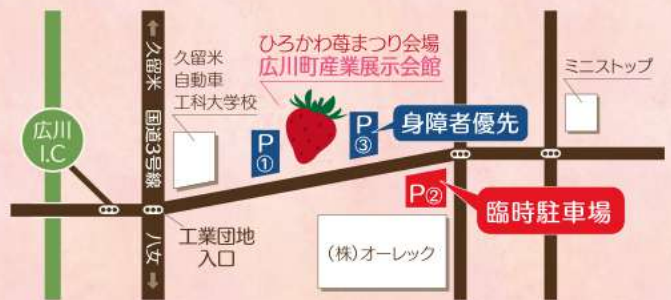 ひろかわ苺まつり会場
広川町産業展示会館
久留米
自動車
工科大学校
ミニストップ
↑
久留米
国道3号線
八女
↓
広川
I.C
P
①
P
③
身障者優先
P②
臨時駐車場
工業団地
入口
(株)オーレック